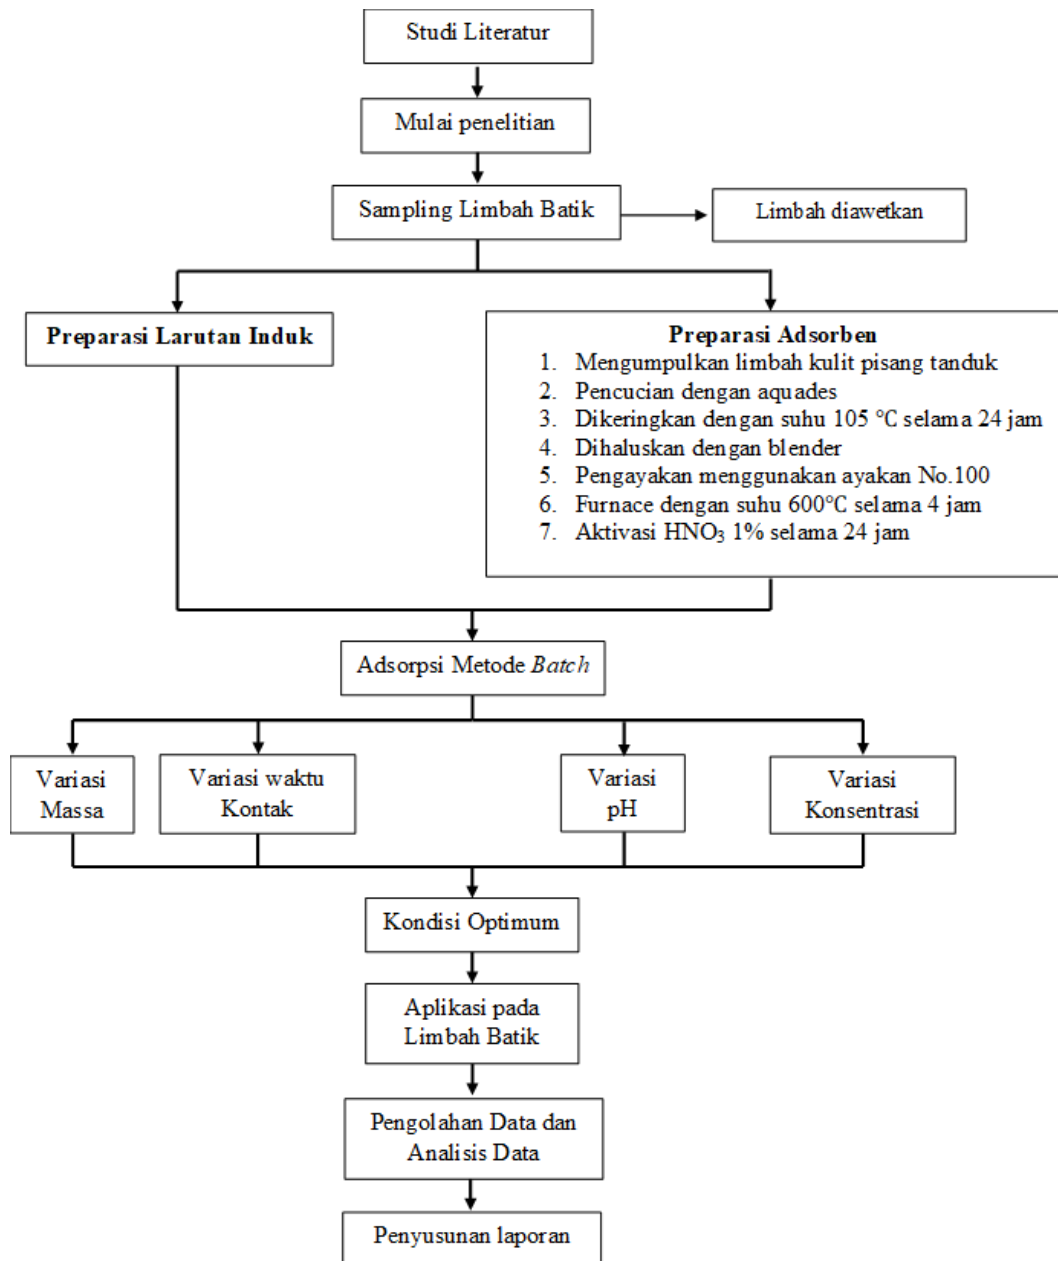 Studi Literatur
Mulai penelitian
Sampling Limbah Batik
Limbah diawetkan
Preparasi Larutan Induk
Preparasi Adsorben
1. Mengumpulkan limbah kulit pisang tanduk
2. Pencucian dengan aquades
3. Dikeringkan dengan suhu 105 °C selama 24 jam
4. Dihaluskan dengan blender
5. Pengayakan menggunakan ayakan No.100
6. Furnace dengan suhu 600°C selama 4 jam
7. Aktivasi HNO₃ 1% selama 24 jam
Adsorpsi Metode Batch
Variasi
Massa
Variasi waktu
Kontak
Variasi
pH
Variasi
Konsentrasi
Kondisi Optimum
Aplikasi pada
Limbah Batik
Pengolahan Data dan
Analisis Data
Penyusunan laporan